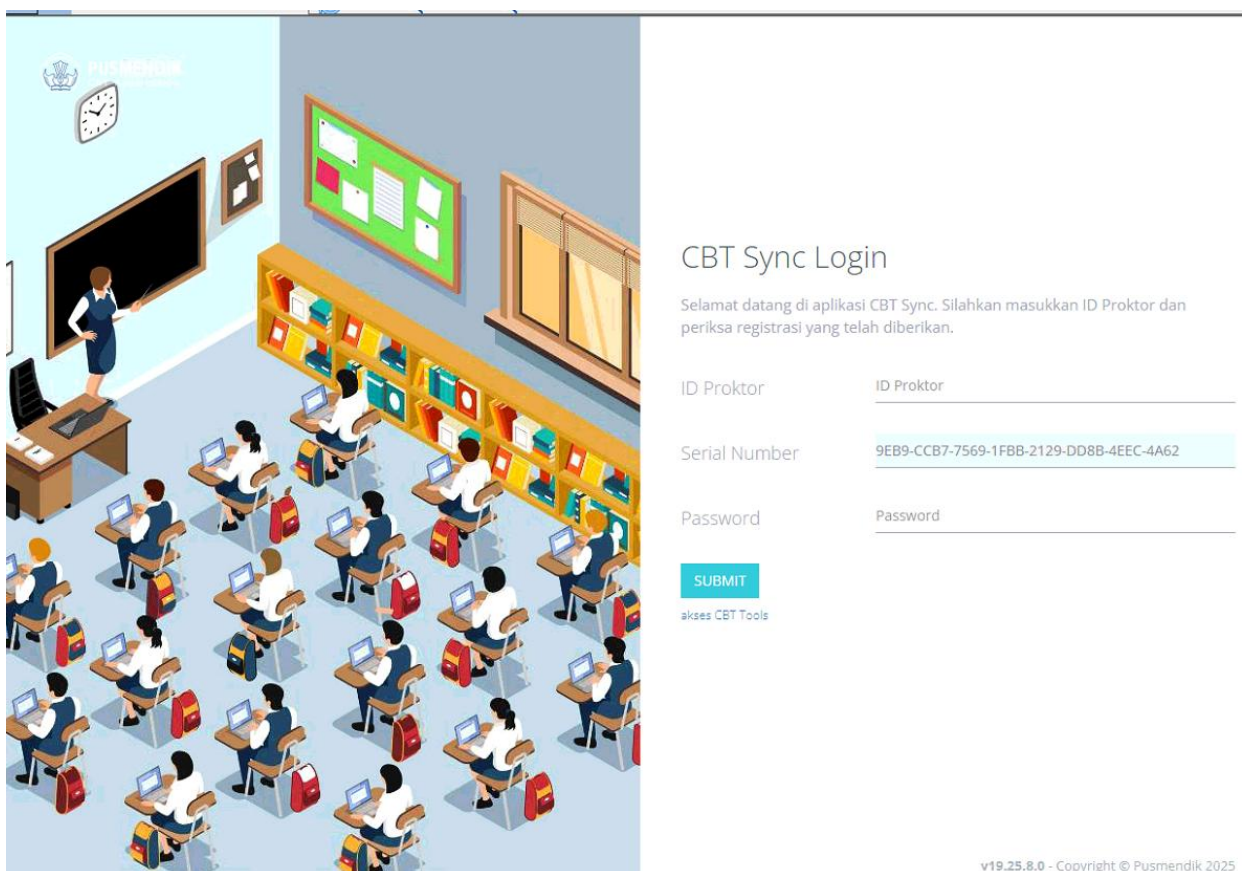 PUSMENDIK
CBT Sync Login
Selamat datang di aplikasi CBT Sync. Silahkan masukkan ID Proktor dan
periksa registrasi yang telah diberikan.
ID Proktor ID Proktor
Serial Number 9EB9-CCB7-7569-1FBB-2129-DD8B-4EEC-4A62
Password Password
SUBMIT
akses CBT Tools
v19.25.8.0 - Copyright © Pusmendik 2025